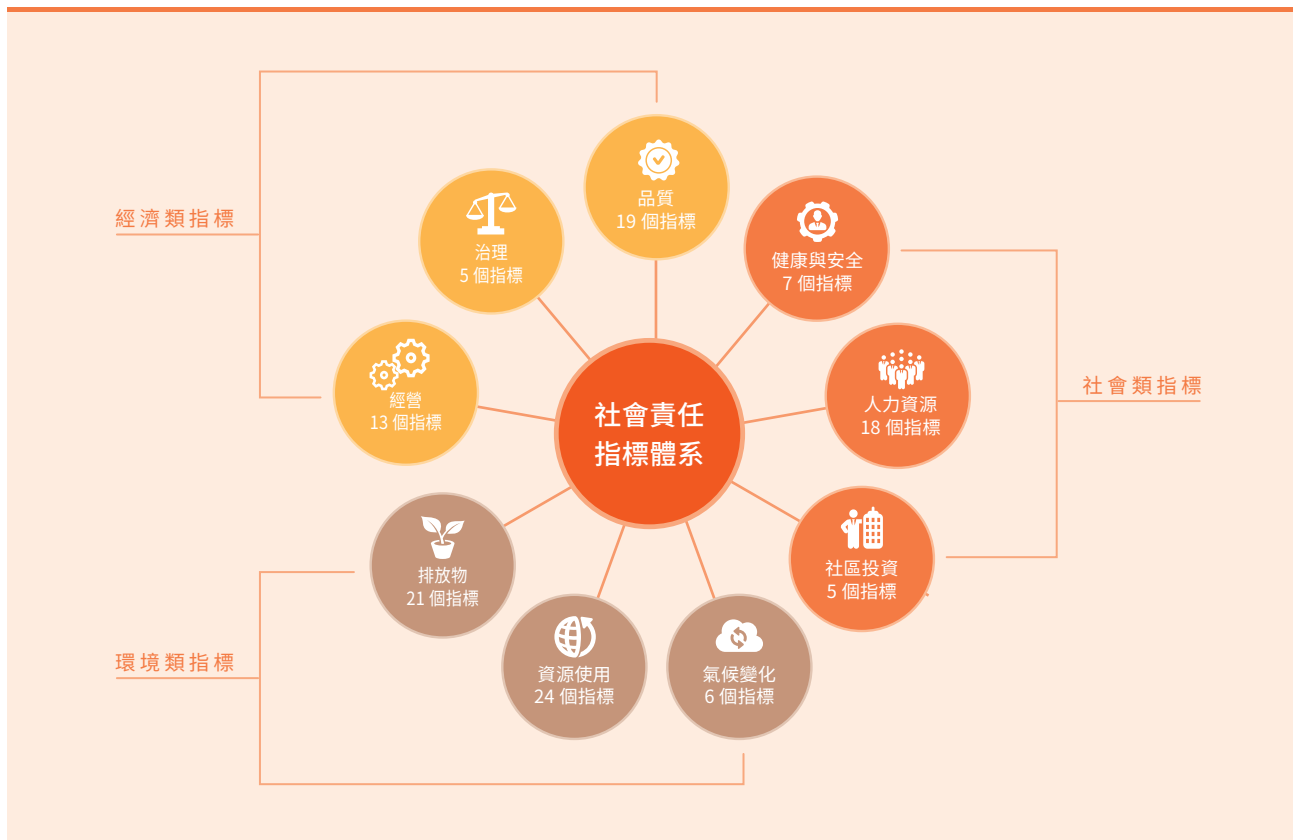 經濟類指標
品質
19 個指標
治理
5 個指標
經營
13 個指標
健康與安全
7 個指標
人力資源
18 個指標
社區投資
5 個指標
社會類指標
社會責任
指標體系
排放物
21 個指標
資源使用
24 個指標
氣候變化
6 個指標
環境類指標